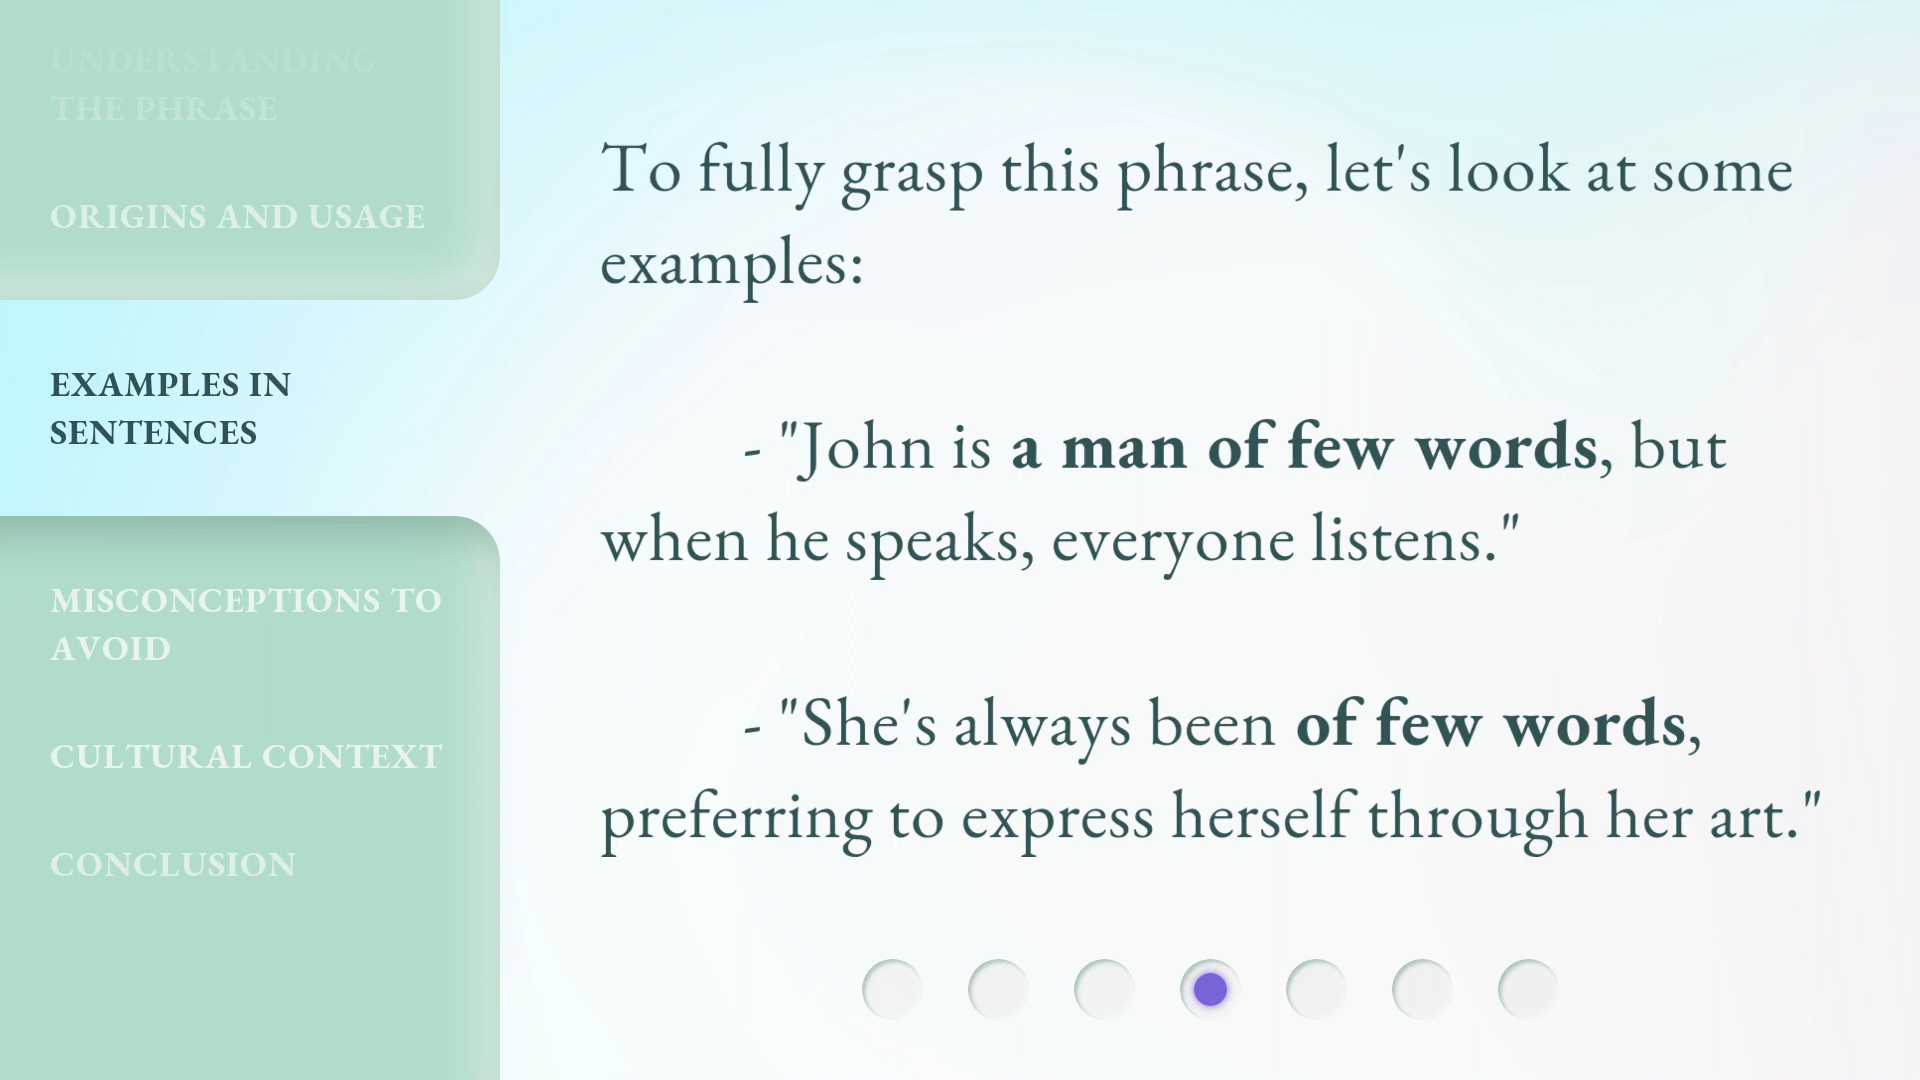 UNDERSTANDING
THE PHRASE
ORIGINS AND USAGE
EXAMPLES IN
SENTENCES
MISCONCEPTIONS TO
AVOID
CULTURAL CONTEXT
CONCLUSION
To fully grasp this phrase, let's look at some
examples:
- "John is a man of few words, but
when he speaks, everyone listens."
- "She's always been of few words,
preferring to express herself through her art."